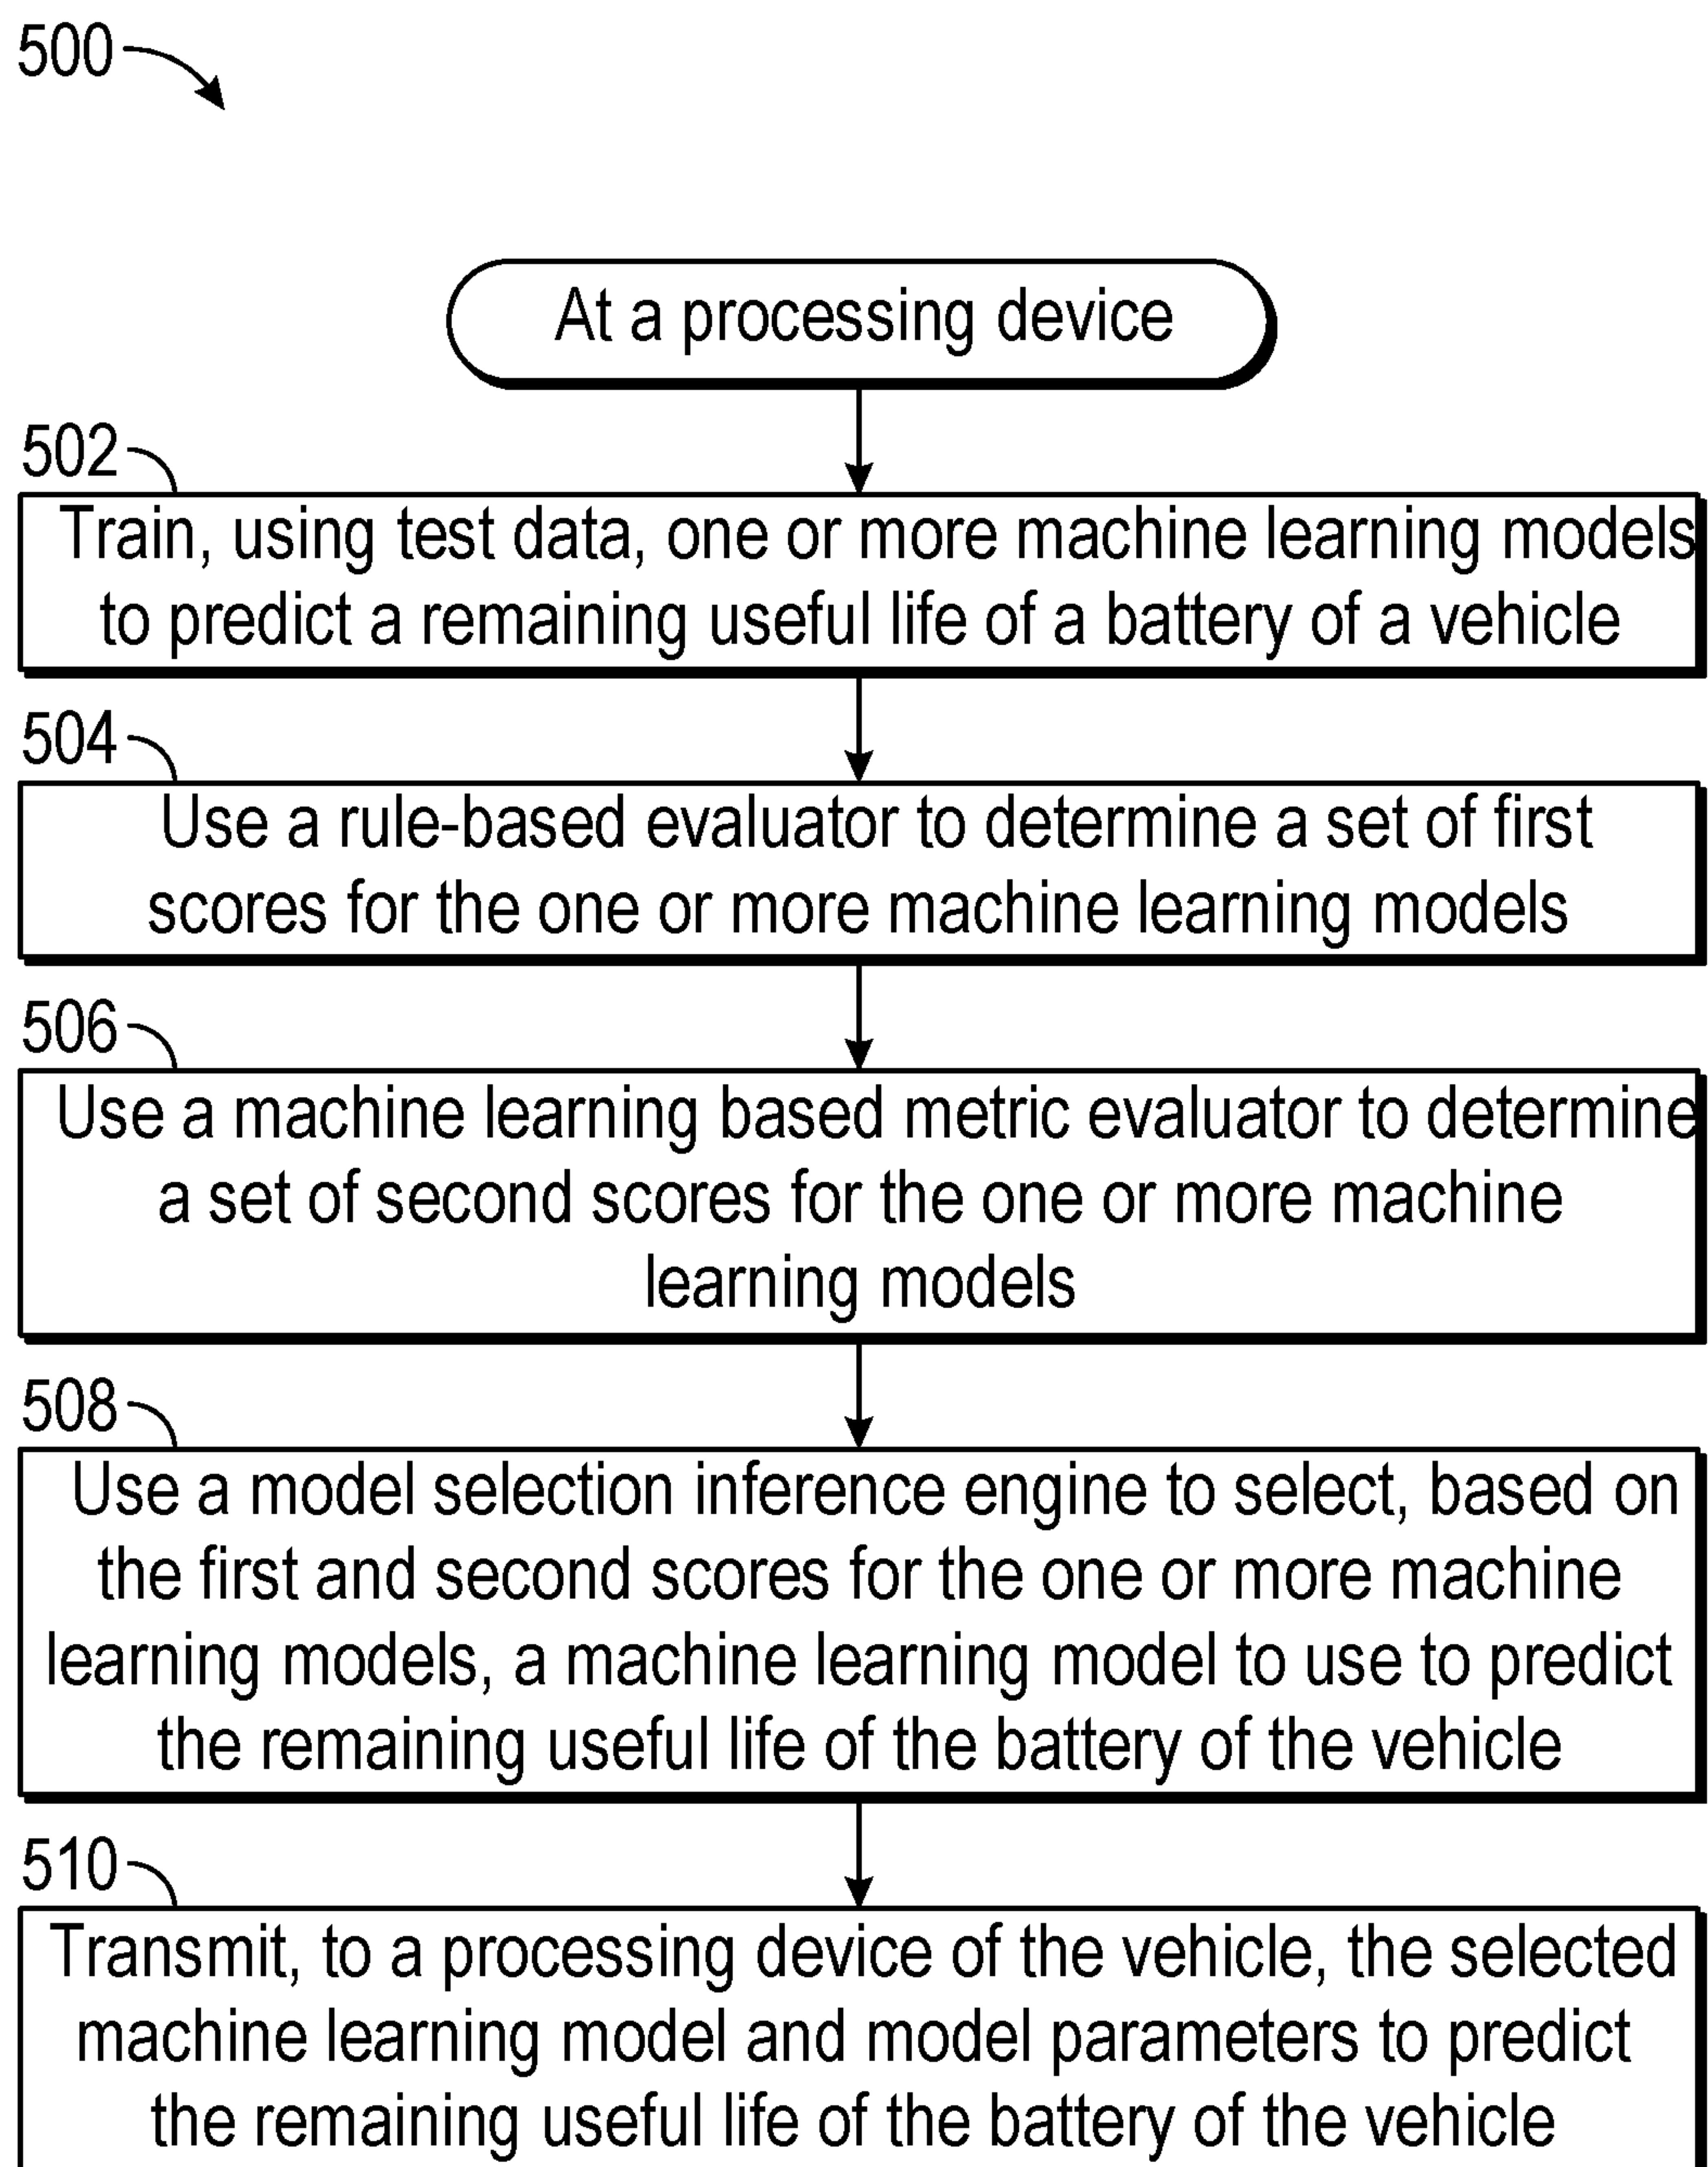 500
At a processing device
502
Train, using test data, one or more machine learning models
to predict a remaining useful life of a battery of a vehicle
504
Use a rule-based evaluator to determine a set of first
scores for the one or more machine learning models
506
Use a machine learning based metric evaluator to determine
a set of second scores for the one or more machine
learning models
508
Use a model selection inference engine to select, based on
the first and second scores for the one or more machine
learning models, a machine learning model to use to predict
the remaining useful life of the battery of the vehicle
510
Transmit, to a processing device of the vehicle, the selected
machine learning model and model parameters to predict
the remaining useful life of the battery of the vehicle